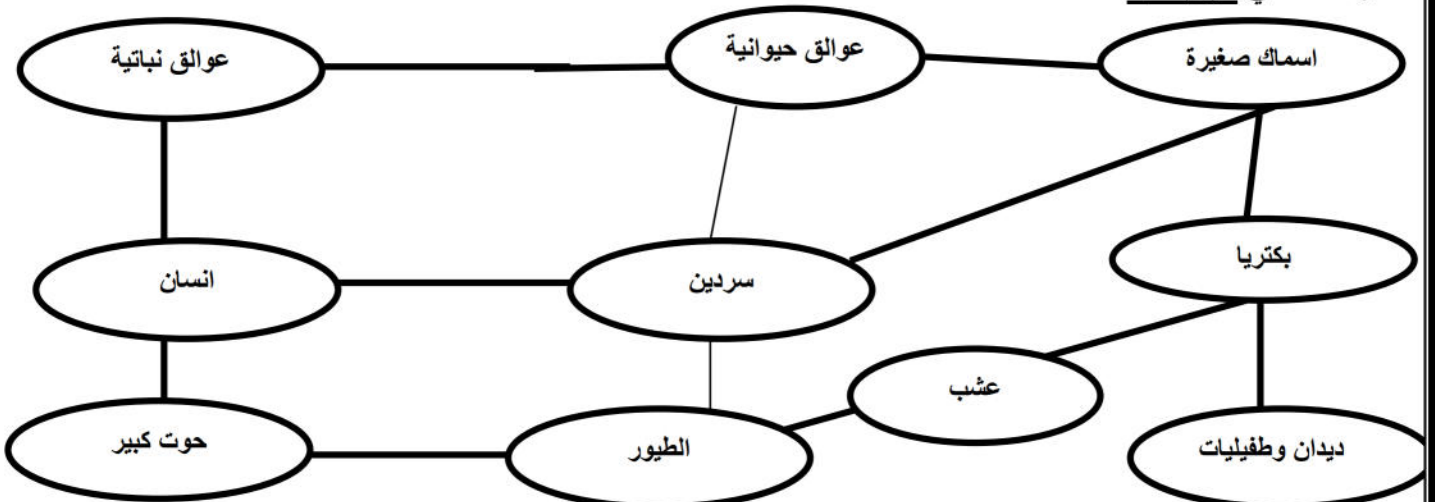 اسماك صغيرة
عوالق حيوانية
عوالق نباتية
بكتريا
سردين
انسان
عشب
ديدان وطفيليات
الطيور
حوت كبير